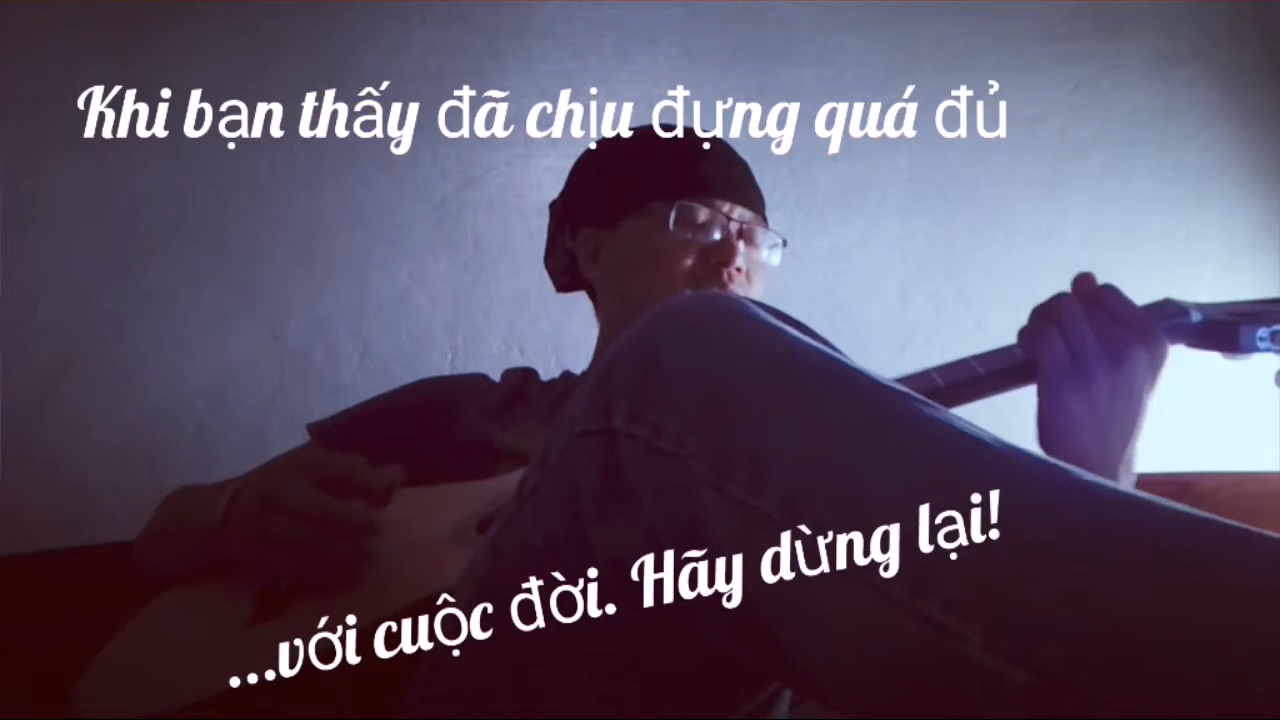 Khi bạn thấy đã chịu đựng quá đủ
...với cuộc đời. Hãy dừng lại!